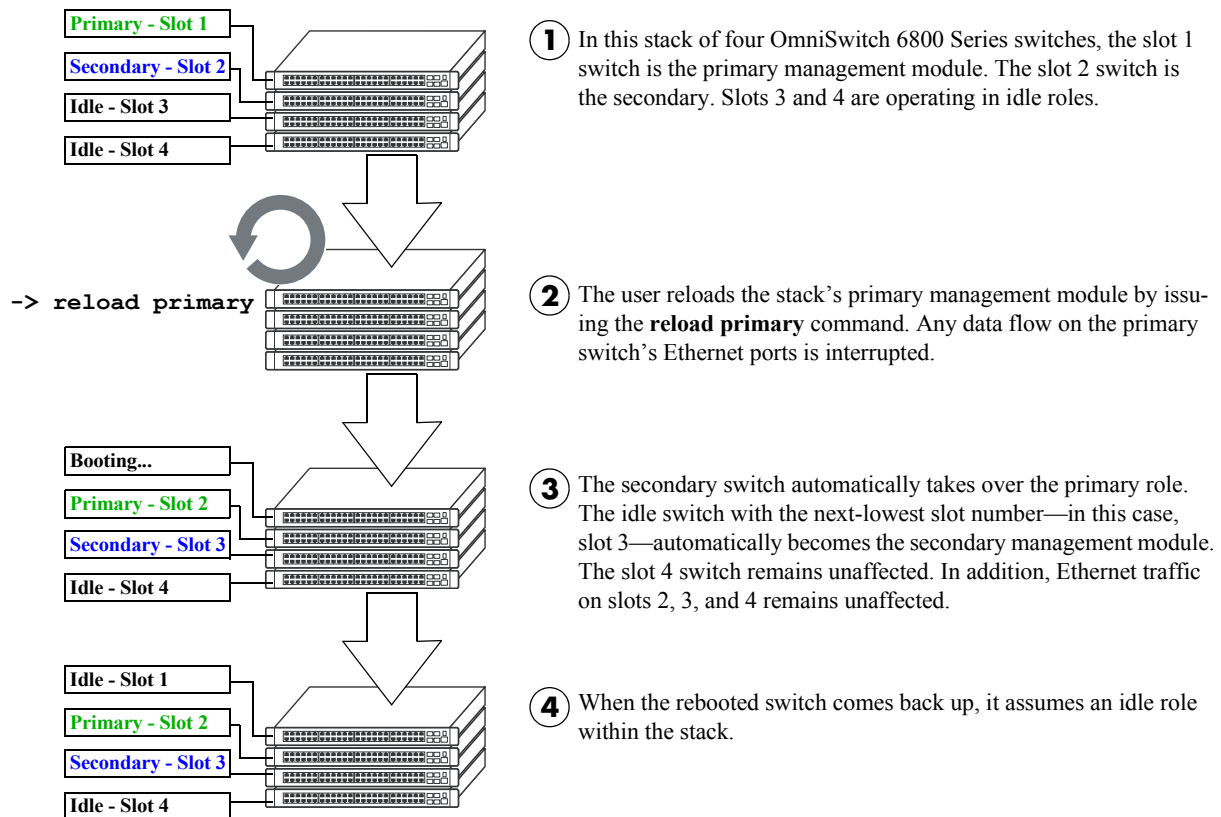 Primary - Slot 1
Secondary - Slot 2
Idle - Slot 3
Idle - Slot 4
1 In this stack of four OmniSwitch 6800 Series switches, the slot 1
switch is the primary management module. The slot 2 switch is
the secondary. Slots 3 and 4 are operating in idle roles.
-> reload primary
2 The user reloads the stack’s primary management module by issu-
ing the reload primary command. Any data flow on the primary
switch’s Ethernet ports is interrupted.
Booting...
Primary - Slot 2
Secondary - Slot 3
Idle - Slot 4
3 The secondary switch automatically takes over the primary role.
The idle switch with the next-lowest slot number—in this case,
slot 3—automatically becomes the secondary management module.
The slot 4 switch remains unaffected. In addition, Ethernet traffic
on slots 2, 3, and 4 remains unaffected.
Idle - Slot 1
Primary - Slot 2
Secondary - Slot 3
Idle - Slot 4
4 When the rebooted switch comes back up, it assumes an idle role
within the stack.